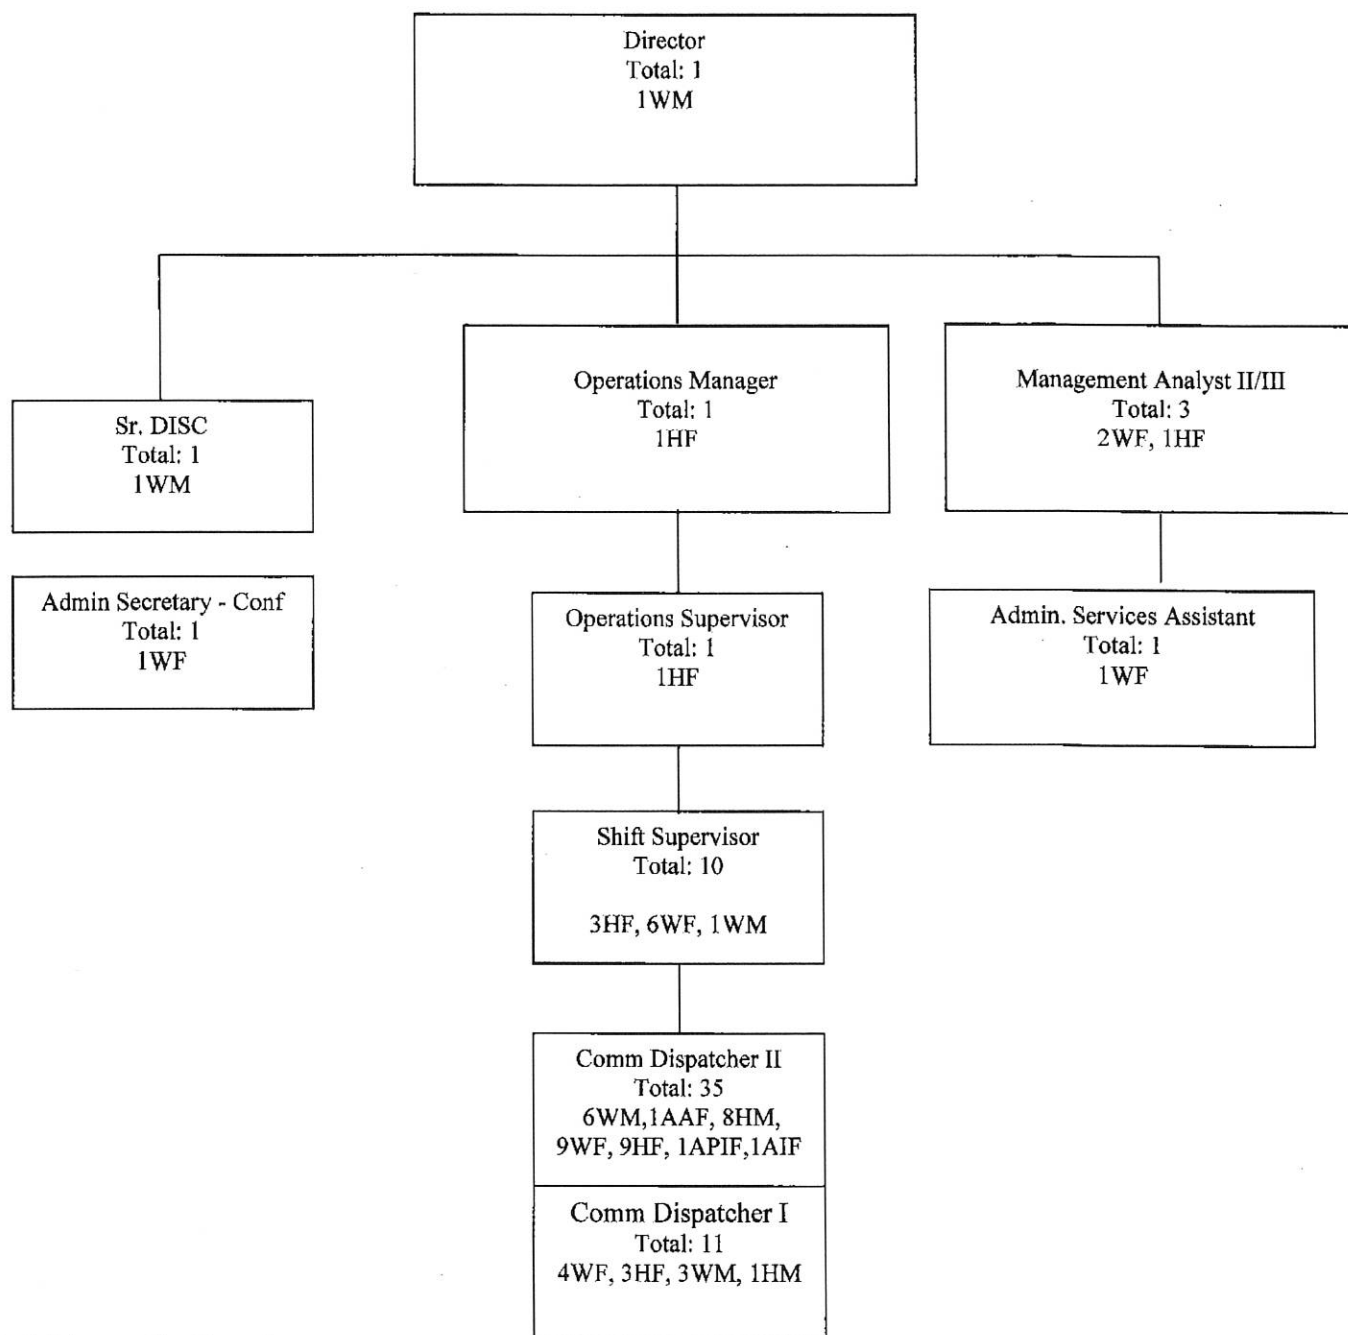 Director
Total: 1
1WM
Operations Manager
Total: 1
1HF
Management Analyst II/III
Total: 3
2WF, 1HF
Sr. DISC
Total: 1
1WM
Admin Secretary - Conf
Total: 1
1WF
Operations Supervisor
Total: 1
1HF
Admin. Services Assistant
Total: 1
1WF
Shift Supervisor
Total: 10
3HF, 6WF, 1WM
Comm Dispatcher II
Total: 35
6WM,1AAF, 8HM,
9WF, 9HF, 1APIF,1AIF
Comm Dispatcher I
Total: 11
4WF, 3HF, 3WM, 1HM